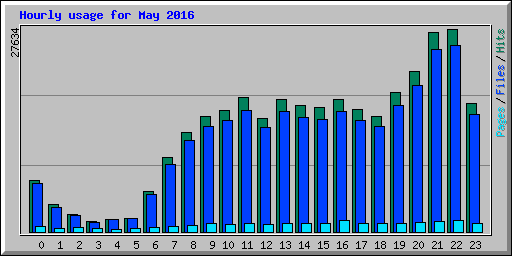 Hourly usage for May 2016
27634
Pages/Files/Hits
0 1 2 3 4 5 6 7 8 9 10 11 12 13 14 15 16 17 18 19 20 21 22 23